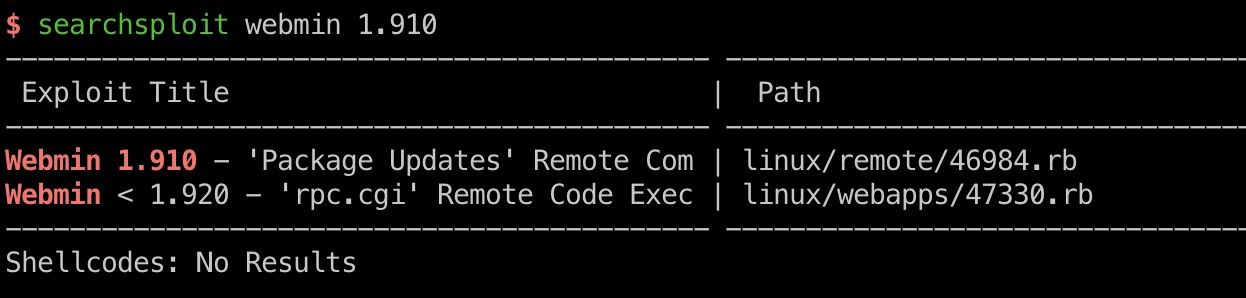 $ searchsploit webmin 1.910
------------------------------------------- --------------------------------
Exploit Title | Path
------------------------------------------- --------------------------------
Webmin 1.910 - 'Package Updates' Remote Com | linux/remote/46984.rb
Webmin < 1.920 - 'rpc.cgi' Remote Code Exec | linux/webapps/47330.rb
------------------------------------------- --------------------------------
Shellcodes: No Results